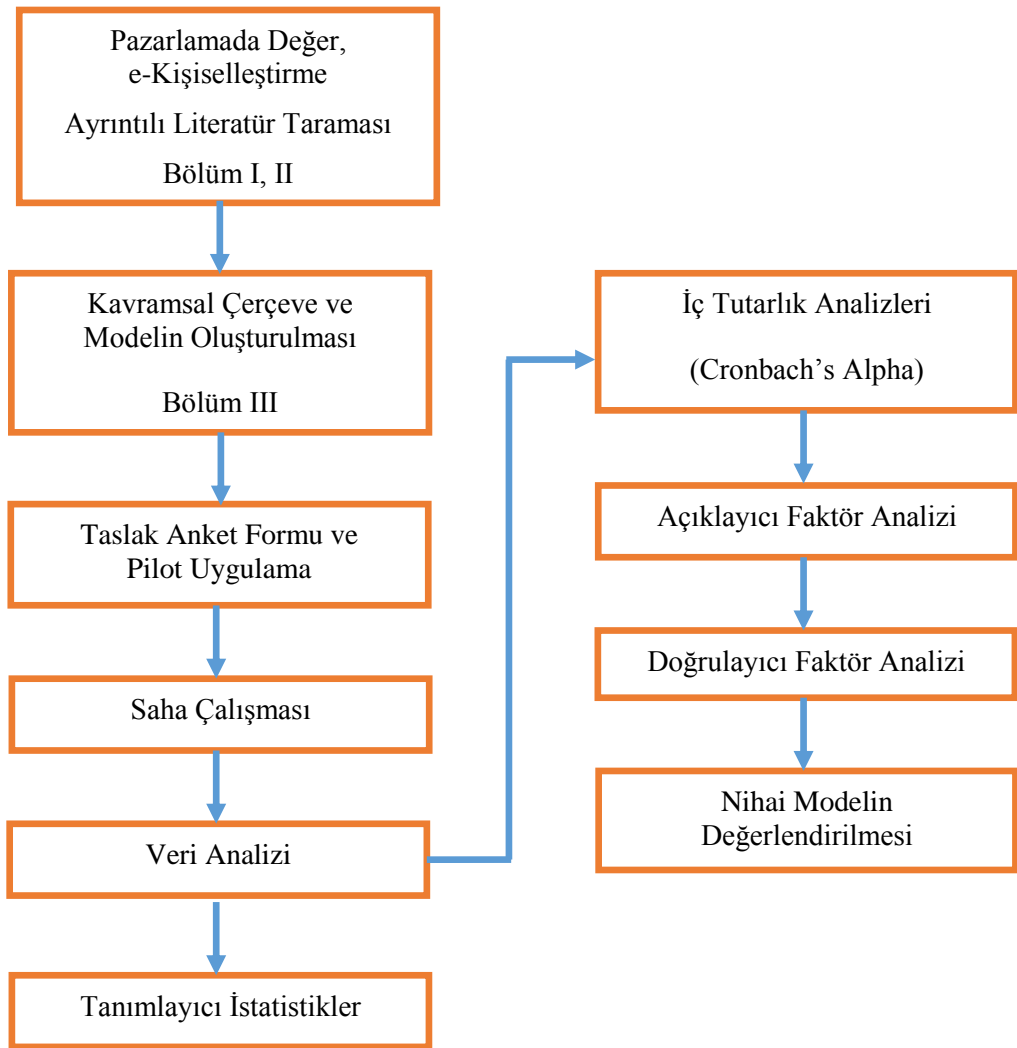 Pazarlamada Değer,
e-Kişiselleştirme
Ayrıntılı Literatür Taraması
Bölüm I, II
Kavramsal Çerçeve ve
Modelin Oluşturulması
Bölüm III
Taslak Anket Formu ve
Pilot Uygulama
Saha Çalışması
Veri Analizi
Tanımlayıcı İstatistikler
İç Tutarlık Analizleri
(Cronbach’s Alpha)
Açıklayıcı Faktör Analizi
Doğrulayıcı Faktör Analizi
Nihai Modelin
Değerlendirilmesi